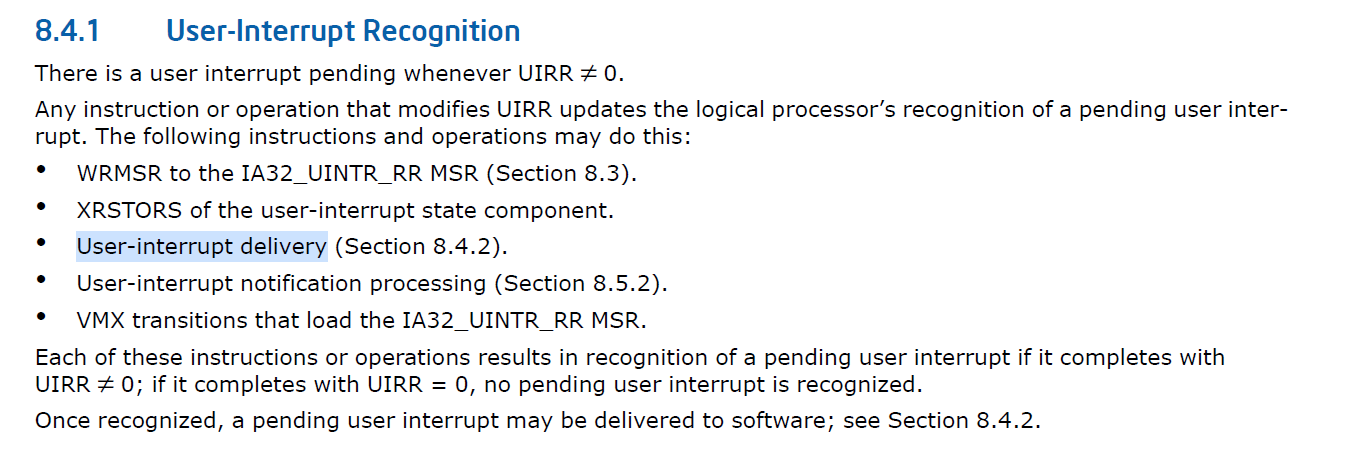 8.4.1 User-Interrupt Recognition
There is a user interrupt pending whenever UIRR ≠ 0.
Any instruction or operation that modifies UIRR updates the logical processor’s recognition of a pending user inter-
rupt. The following instructions and operations may do this:
• WRMSR to the IA32_UINTR_RR MSR (Section 8.3).
• XRSTORS of the user-interrupt state component.
• User-interrupt delivery (Section 8.4.2).
• User-interrupt notification processing (Section 8.5.2).
• VMX transitions that load the IA32_UINTR_RR MSR.
Each of these instructions or operations results in recognition of a pending user interrupt if it completes with
UIRR ≠ 0; if it completes with UIRR = 0, no pending user interrupt is recognized.
Once recognized, a pending user interrupt may be delivered to software; see Section 8.4.2.